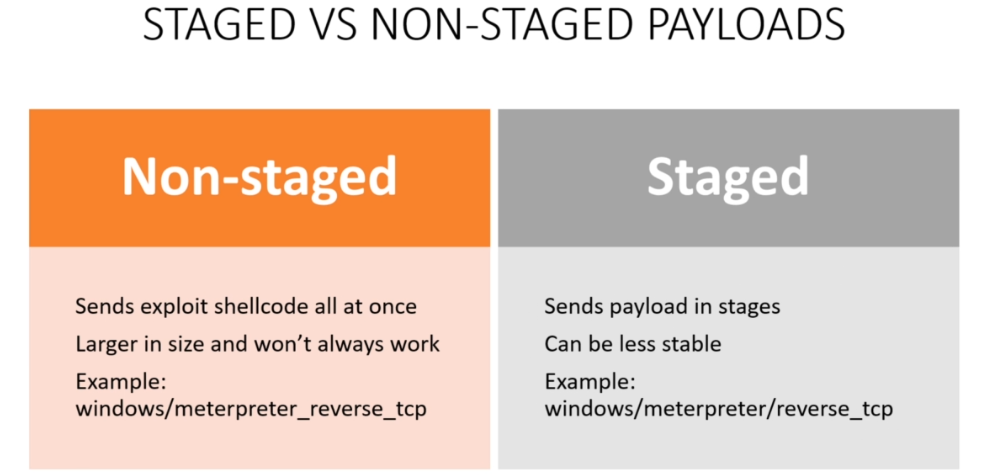 STAGED VS NON-STAGED PAYLOADS
Non-staged
Sends exploit shellcode all at once
Larger in size and won’t always work
Example:
windows/meterpreter_reverse_tcp
Staged
Sends payload in stages
Can be less stable
Example:
windows/meterpreter/reverse_tcp